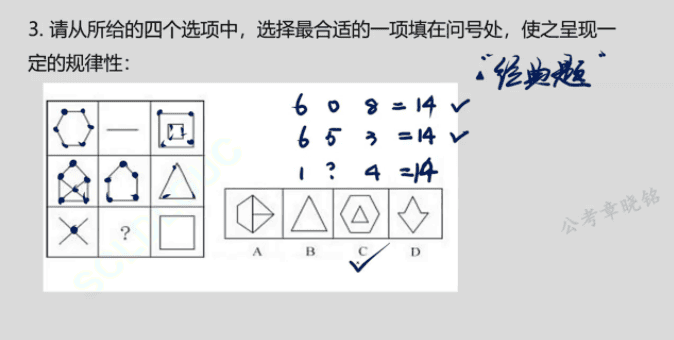 3. 请从所给的四个选项中，选择最合适的一项填在问号处，使之呈现一
定的规律性：
“经典题”
6 0 8 = 14 ✓
6 5 3 = 14 ✓
1 ? 4 = 14
?
A B C D
✓
公考章晓铭